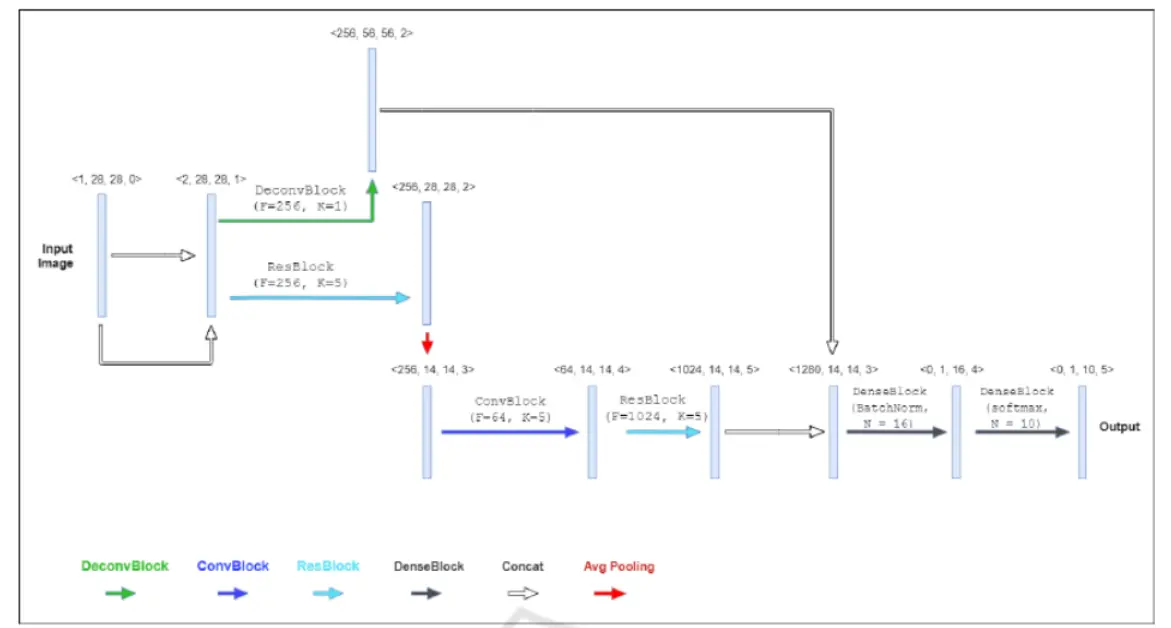 <256, 56, 56, 2>
<1, 28, 28, 0>
<2, 28, 28, 1>
DeconvBlock
(F=256, K=1)
<256, 28, 28, 2>
Input
Image
ResBlock
(F=256, K=5)
<256, 14, 14, 3>
<64, 14, 14, 4>
<1024, 14, 14, 5>
<1280, 14, 14, 3>
<0, 1, 16, 4>
<0, 1, 10, 5>
ConvBlock
(F=64, K=5)
ResBlock
(F=1024, K=5)
DenseBlock
(BatchNorm,
N = 16)
DenseBlock
(softmax,
N = 10)
Output
DeconvBlock
ConvBlock
ResBlock
DenseBlock
Concat
Avg Pooling